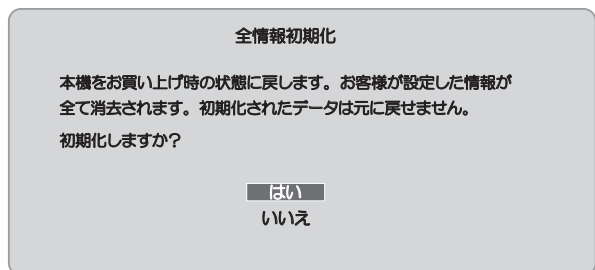 全情報初期化
本機をお買い上げ時の状態に戻します。お客様が設定した情報が
全て消去されます。初期化されたデータは元に戻せません。
初期化しますか?
はい
いいえ